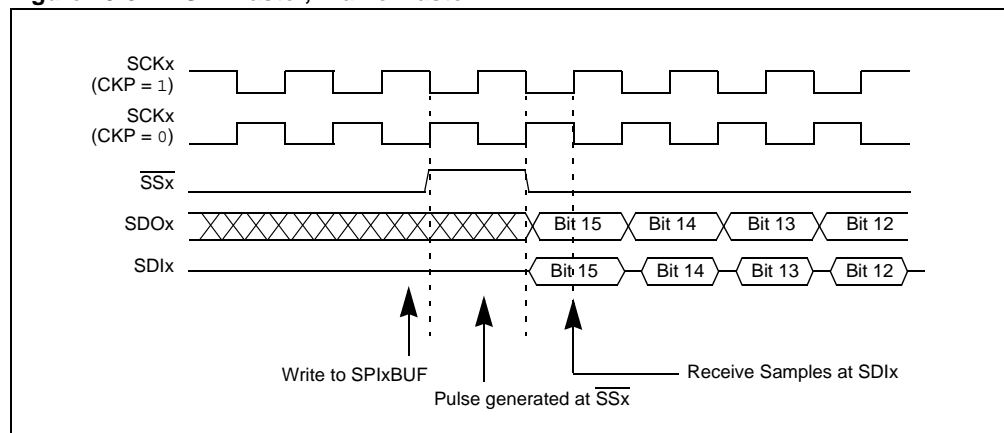 SCKx
(CKP = 1)
SCKx
(CKP = 0)
SSx
SDOx
Bit 15 Bit 14 Bit 13 Bit 12
SDIx
Bit 15 Bit 14 Bit 13 Bit 12
Write to SPIxBUF
Receive Samples at SDIx
Pulse generated at SSx